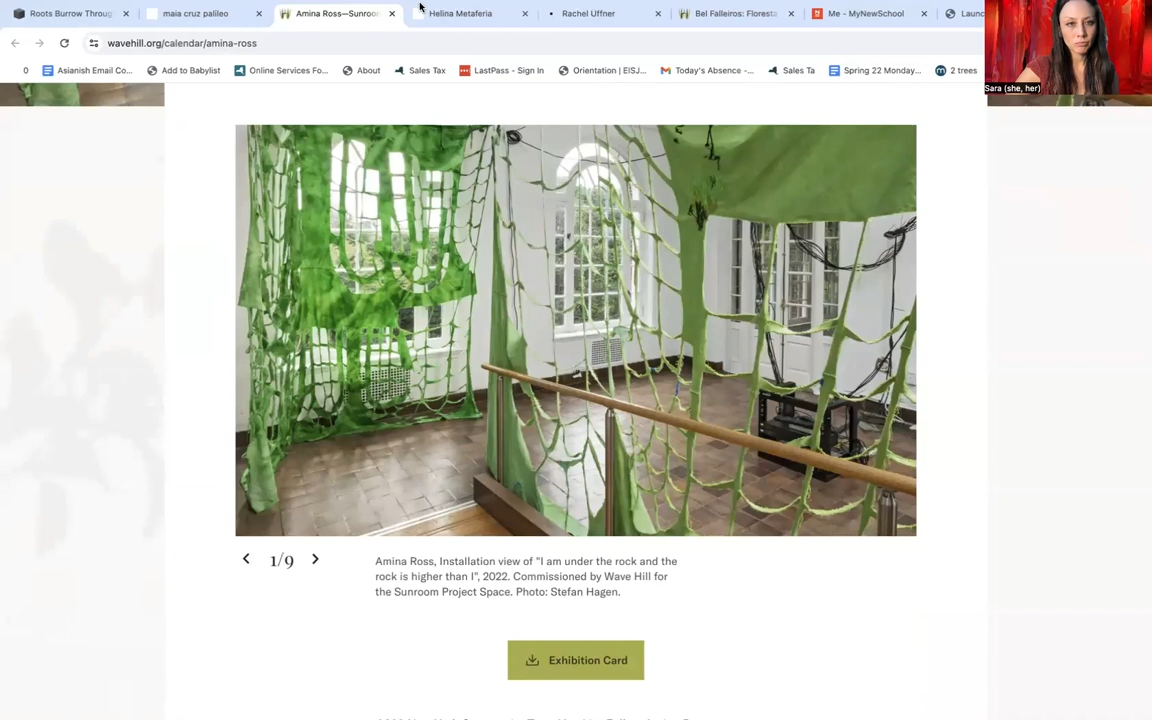 Roots Burrow Throug
maia cruz palileo
Amina Ross—Sunroo
Helina Metaferia
Rachel Uffner
Bel Falleiros: Floresta
Me - MyNewSchool
Launc
wavehill.org/calendar/amina-ross
0
Asianish Email Co...
Add to Babylist
Online Services Fo...
About
Sales Tax
LastPass - Sign In
Orientation | EISJ...
Today's Absence -...
Sales Ta
Spring 22 Monday...
2 trees
Sara (she, her)
1/9
Amina Ross, Installation view of "I am under the rock and the
rock is higher than I", 2022. Commissioned by Wave Hill for
the Sunroom Project Space. Photo: Stefan Hagen.
Exhibition Card